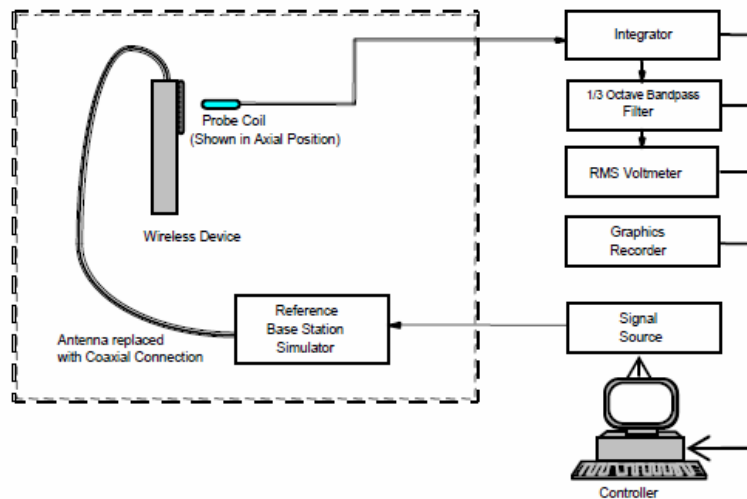 Integrator
1/3 Octave Bandpass
Filter
RMS Voltmeter
Graphics
Recorder
Signal
Source
Controller
Probe Coil
(Shown in Axial Position)
Wireless Device
Reference
Base Station
Simulator
Antenna replaced
with Coaxial Connection